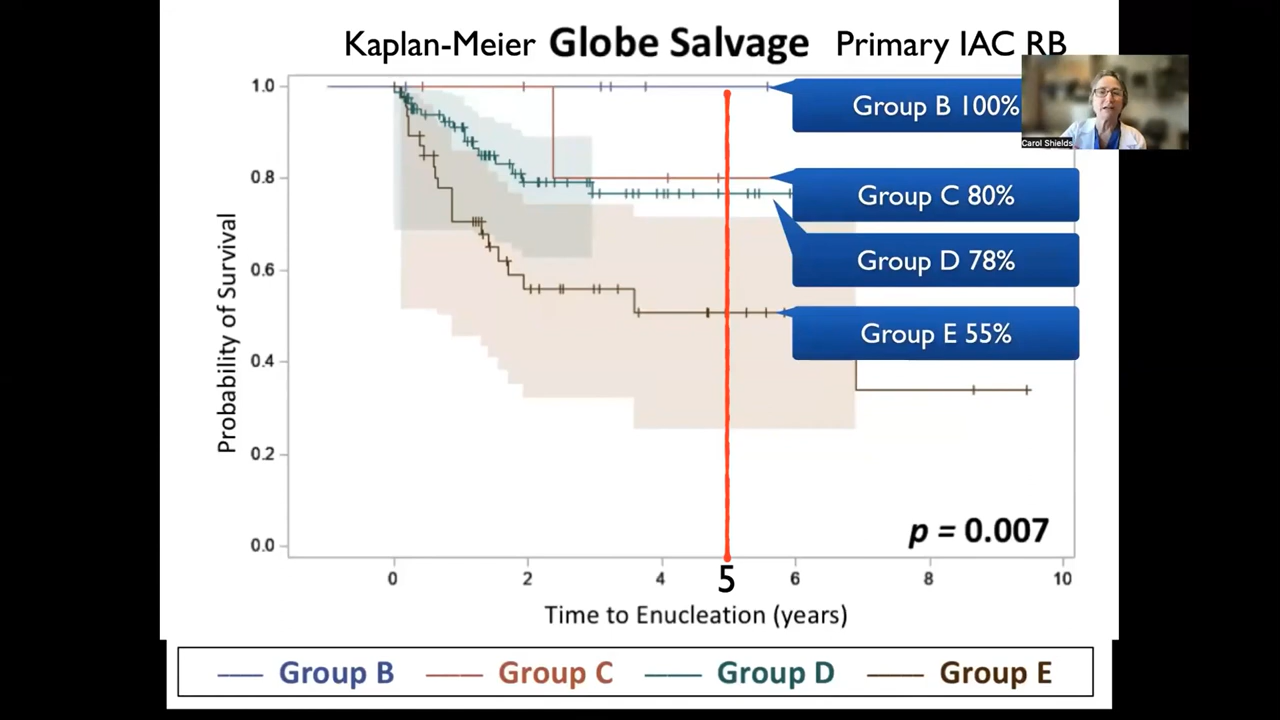 Kaplan-Meier Globe Salvage Primary IAC RB
Carol Shields
Probability of Survival
1.0
0.8
0.6
0.4
0.2
0.0
Group B 100%
Group C 80%
Group D 78%
Group E 55%
p = 0.007
0 2 4 5 6 8 10
Time to Enucleation (years)
Group B Group C Group D Group E